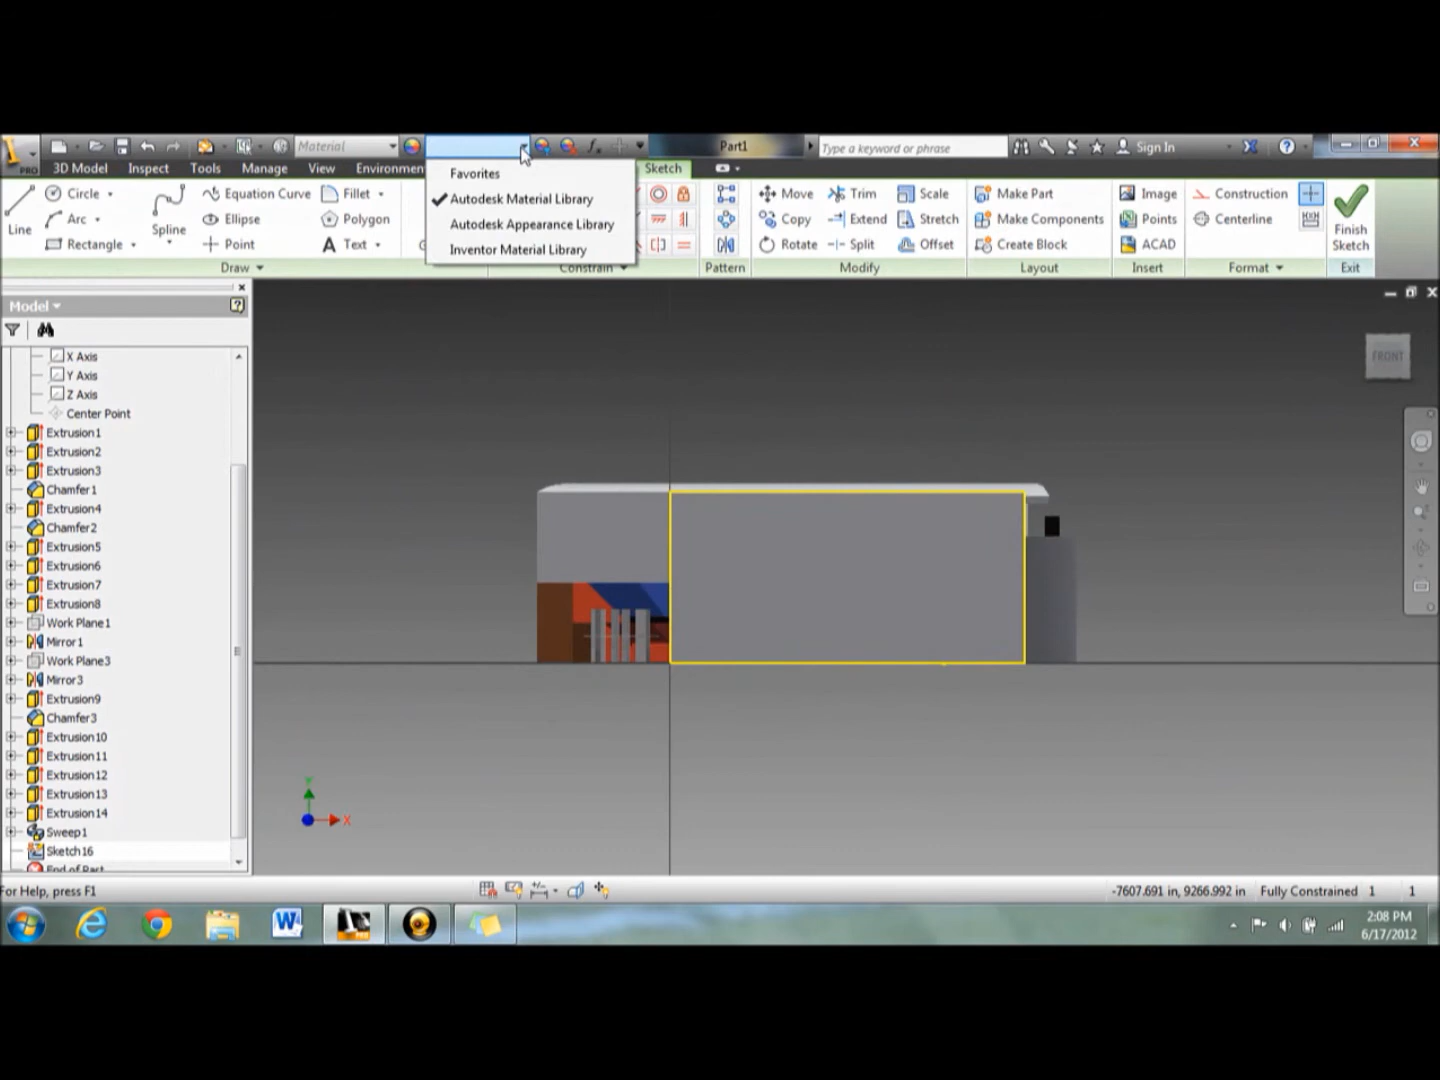 Material
Part1
Type a keyword or phrase
Sign In
PRO
3D Model
Inspect
Tools
Manage
View
Environmen
Sketch
Favorites
Autodesk Material Library
Autodesk Appearance Library
Inventor Material Library
Line
Circle
Arc
Rectangle
Spline
Equation Curve
Ellipse
Point
Fillet
Polygon
A Text
Draw
Constrain
Pattern
Move
Copy
Rotate
Trim
Extend
Split
Scale
Stretch
Offset
Modify
Make Part
Make Components
Create Block
Layout
Image
Points
ACAD
Insert
Construction
Centerline
Format
Finish
Sketch
Exit
Model
X Axis
Y Axis
Z Axis
Center Point
Extrusion1
Extrusion2
Extrusion3
Chamfer1
Extrusion4
Chamfer2
Extrusion5
Extrusion6
Extrusion7
Extrusion8
Work Plane1
Mirror1
Work Plane3
Mirror3
Extrusion9
Chamfer3
Extrusion10
Extrusion11
Extrusion12
Extrusion13
Extrusion14
Sweep1
Sketch16
End of Part
FRONT
Y
X
For Help, press F1
-7607.691 in, 9266.992 in
Fully Constrained
1
1
2:08 PM
6/17/2012